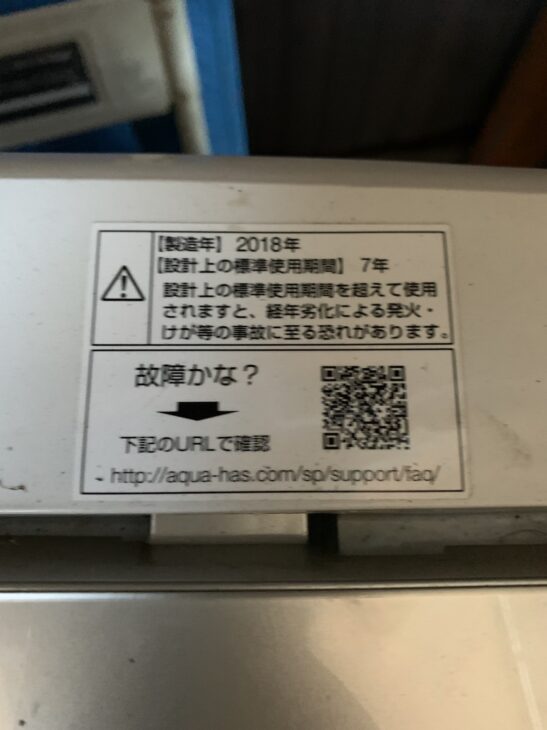 【製造年】 2018年
【設計上の標準使用期間】 7年
設計上の標準使用期間を超えて使用
されますと、経年劣化による発火・
けが等の事故に至る恐れがあります。
故障かな？
下記のURLで確認
http://aqua-has.com/sp/support/faq/